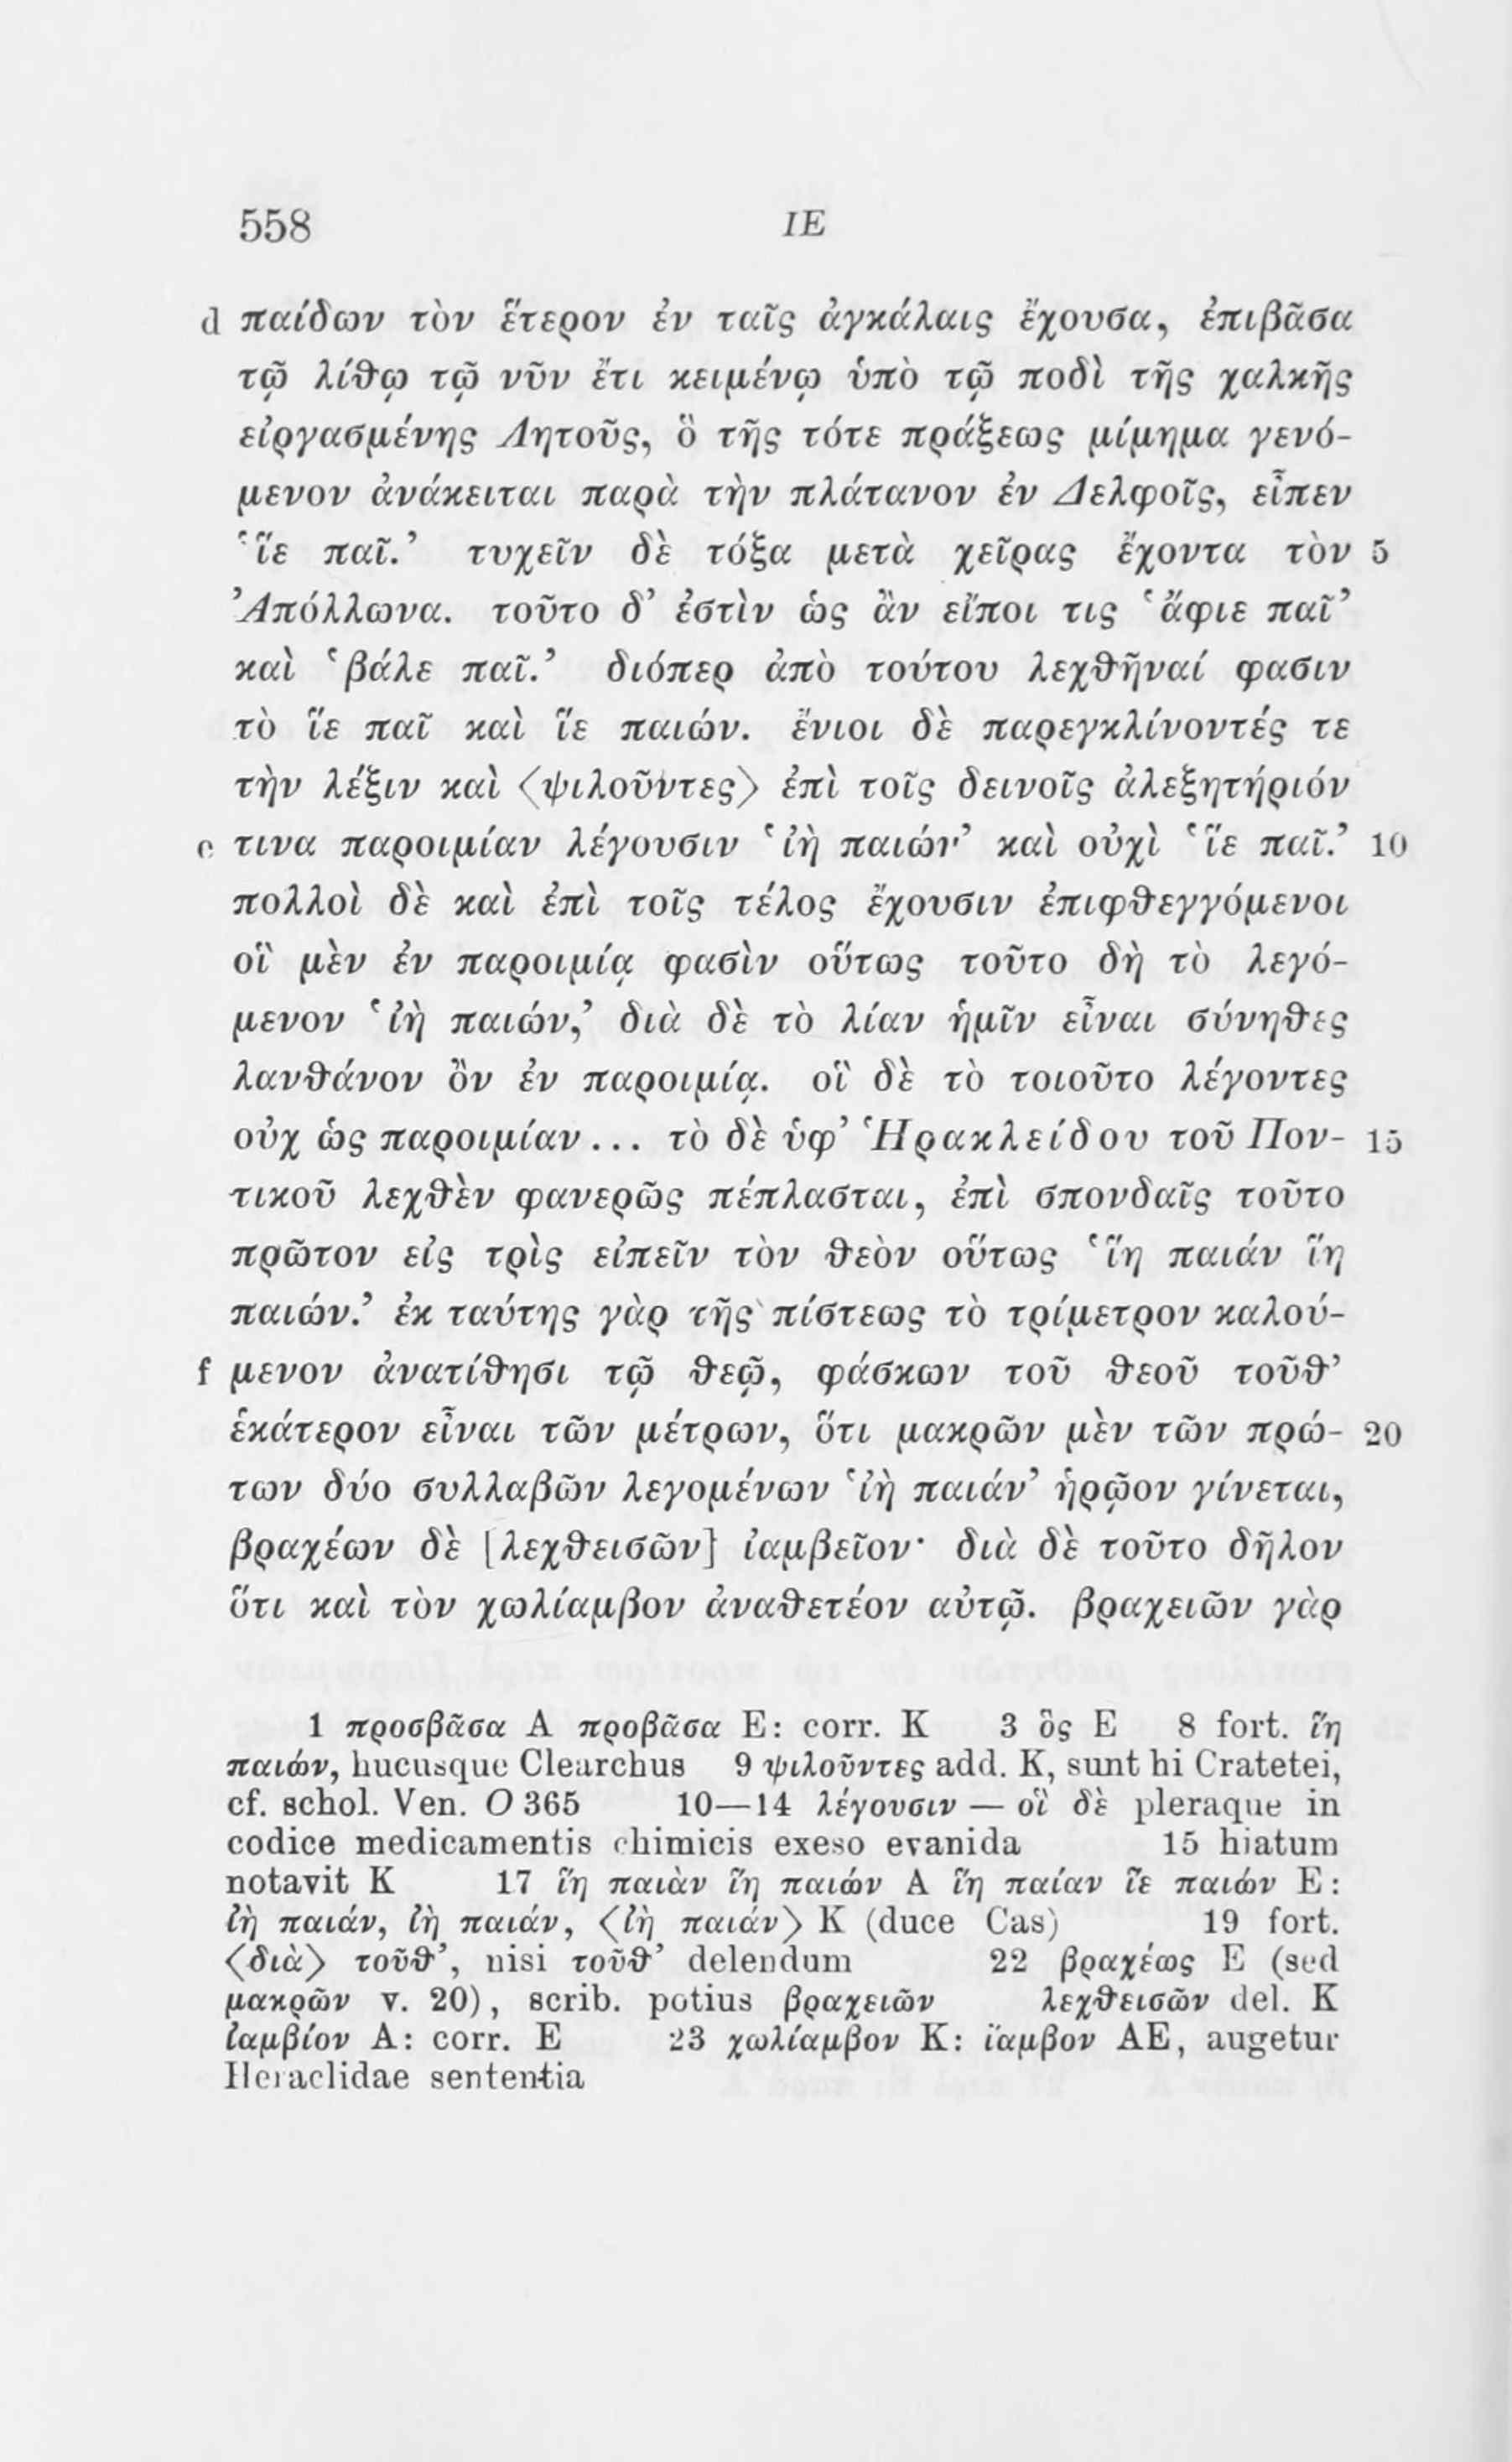 558 ΙΕ
d παίδων τὸν ἕτερον ἐν ταῖς ἀγκάλαις ἔχουσα, ἐπιβᾶσα
τῷ λίθῳ τῷ νῦν ἔτι κειμένῳ ὑπὸ τῷ ποδὶ τῆς χαλκῆς
εἰργασμένης Λητοῦς, ὃ τῆς τότε πράξεως μίμημα γενό-
μενον ἀνάκειται παρὰ τὴν πλάτανον ἐν Δελφοῖς, εἶπεν
‘ἵε παῖ.’ τυχεῖν δὲ τόξα μετὰ χεῖρας ἔχοντα τὸν 5
Ἀπόλλωνα. τοῦτο δ’ ἐστὶν ὡς ἂν εἴποι τις ‘ἄφιε παῖ’
καὶ ‘βάλε παῖ.’ διόπερ ἀπὸ τούτου λεχθῆναί φασιν
τὸ ἵε παῖ καὶ ἵε παιών. ἔνιοι δὲ παρεγκλίνοντές τε
τὴν λέξιν καὶ ⟨ψιλοῦντες⟩ ἐπὶ τοῖς δεινοῖς ἀλεξητήριόν
e τινα παροιμίαν λέγουσιν ‘ἰὴ παιών’ καὶ οὐχὶ ‘ἵε παῖ.’ 10
πολλοὶ δὲ καὶ ἐπὶ τοῖς τέλος ἔχουσιν ἐπιφθεγγόμενοι
οἳ μὲν ἐν παροιμίᾳ φασὶν οὕτως τοῦτο δὴ τὸ λεγό-
μενον ‘ἰὴ παιών,’ διὰ δὲ τὸ λίαν ἡμῖν εἶναι σύνηθες
λανθάνον ὂν ἐν παροιμίᾳ. οἳ δὲ τὸ τοιοῦτο λέγοντες
οὐχ ὡς παροιμίαν... τὸ δὲ ὑφ’ Ἡρακλείδου τοῦ Πον- 15
τικοῦ λεχθὲν φανερῶς πέπλασται, ἐπὶ σπονδαῖς τοῦτο
πρῶτον εἰς τρὶς εἰπεῖν τὸν θεὸν οὕτως ‘ἵη παιάν ἵη
παιών.’ ἐκ ταύτης γὰρ τῆς πίστεως τὸ τρίμετρον καλού-
f μενον ἀνατίθησι τῷ θεῷ, φάσκων τοῦ θεοῦ τοῦθ’
ἑκάτερον εἶναι τῶν μέτρων, ὅτι μακρῶν μὲν τῶν πρώ- 20
των δύο συλλαβῶν λεγομένων ‘ἰὴ παιάν’ ἡρῷον γίνεται,
βραχέων δὲ [λεχθεισῶν] ἰαμβεῖον· διὰ δὲ τοῦτο δῆλον
ὅτι καὶ τὸν χωλίαμβον ἀναθετέον αὐτῷ. βραχειῶν γὰρ
1 προσβᾶσα A προβᾶσα E: corr. K 3 ὃς E 8 fort. ἵη
παιών, hucusque Clearchus 9 ψιλοῦντες add. K, sunt hi Cratetei,
cf. schol. Ven. O 365 10—14 λέγουσιν — οἳ δὲ pleraque in
codice medicamentis chimicis exeso evanida 15 hiatum
notavit K 17 ἵη παιὰν ἵη παιών A ἵη παίαν ἵε παιών E:
ἰὴ παιάν, ἰὴ παιάν, ⟨ἰὴ παιάν⟩ K (duce Cas) 19 fort.
⟨διὰ⟩ τοῦθ’, nisi τοῦθ’ delendum 22 βραχέως E (sed
μακρῶν v. 20), scrib. potius βραχειῶν λεχθεισῶν del. K
ἰαμβίον A: corr. E 23 χωλίαμβον K: ἴαμβον AE, augetur
Heraclidae sententia